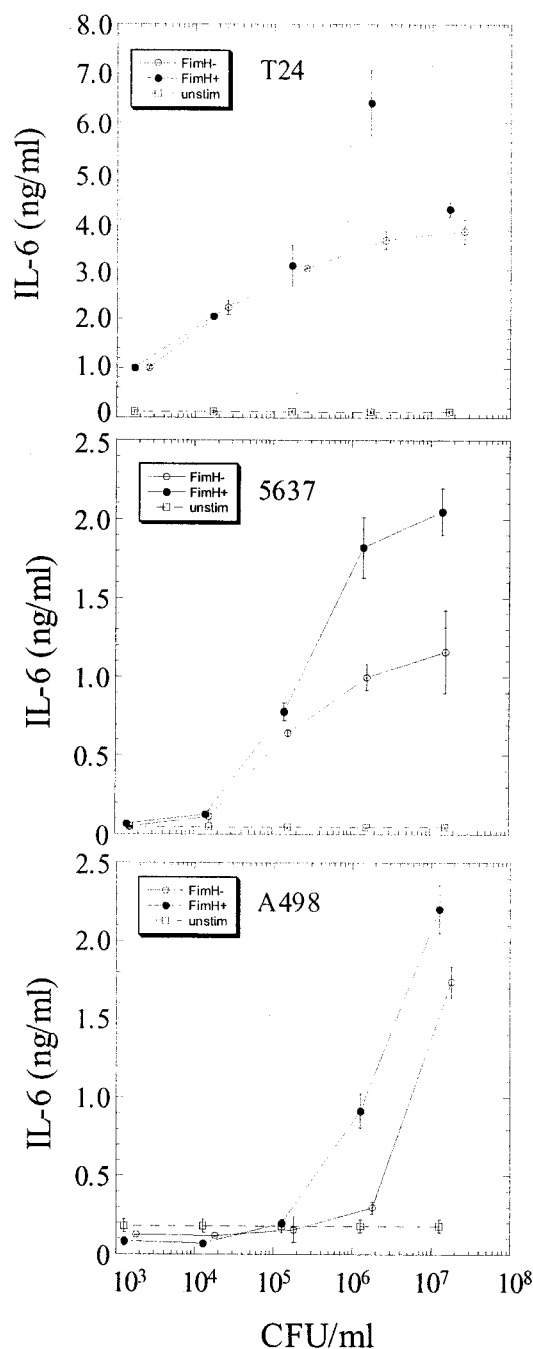 8.0
FimH-
FimH+
unstim
T24
7.0
6.0
5.0
4.0
3.0
2.0
1.0
0
IL-6 (ng/ml)
2.5
FimH-
FimH+
unstim
5637
2.0
1.5
1.0
0.5
0
IL-6 (ng/ml)
2.5
FimH-
FimH+
unstim
A498
2.0
1.5
1.0
0.5
0
IL-6 (ng/ml)
10³ 10⁴ 10⁵ 10⁶ 10⁷ 10⁸
CFU/ml